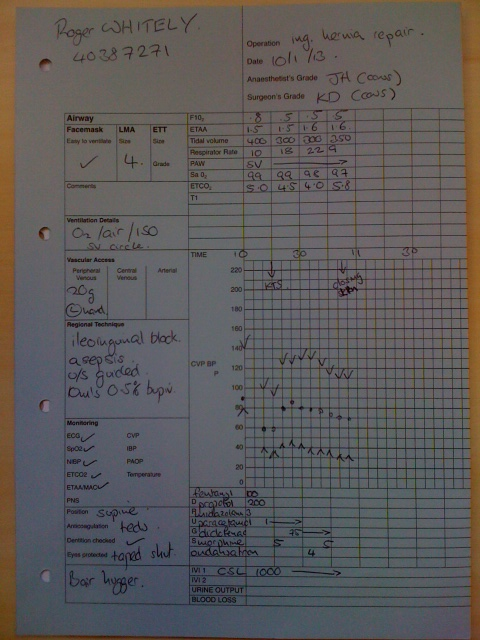 Roger WHITELY.
40387271
Operation ing. hernia repair.
Date 10/1/13.
Anaesthetist's Grade JH (cons)
Surgeon's Grade KD (cons)
Airway
Facemask LMA ETT
Easy to ventilate Size Size
✓ 4. Grade
Comments
F1O2 .8 .5 .5 .5
ETAA 1.5 1.5 1.6 1.6
Tidal volume 400 300 300 350
Respirator Rate 10 18 22 9
PAW SV
Sa O2 99 99 98 97
ETCO2 5.0 4.5 4.0 5.8
T1
Ventilation Details
O2/air/ISO
SV circle.
Vascular Access
Peripheral Venous Central Venous Arterial
20g
(L) hand
TIME 10 30 11 30
KTS closing
220
200
180
160
140
120
100
80
60
40
20
0
CVP BP
P
Regional Technique
ileoinguinal block.
asepsis.
u/s guided.
0.5% bupiv.
Monitoring
ECG ✓ CVP
SpO2 ✓ IBP
NIBP ✓ PAOP
ETCO2 ✓ Temperature
ETAA/MAC ✓
PNS
Position supine
Anticoagulation teds
Dentition checked ✓
Eyes protected taped shut
Bair hugger.
D
R
U
G
S
fentanyl 100
propofol 200
midazolam 3
paracetamol 1
diclofenac 75
morphine 5 5
ondansetron 4
IVI 1 CSL 1000
IVI 2
URINE OUTPUT
BLOOD LOSS